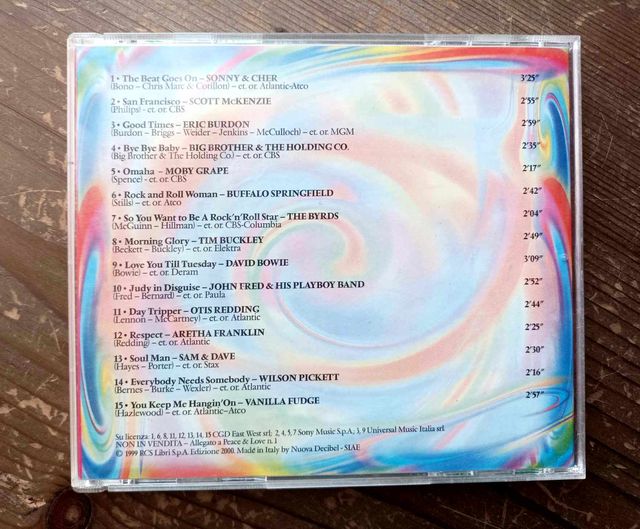 1 • The Beat Goes On – SONNY & CHER 3'25"
(Bono – Chris Marc & Cotillon) – et. or. Atlantic-Atco
2 • San Francisco – SCOTT McKENZIE 2'55"
(Philips) – et. or. CBS
3 • Good Times – ERIC BURDON 2'59"
(Burdon – Briggs – Weider – Jenkins – McCulloch) – et. or. MGM
4 • Bye Bye Baby – BIG BROTHER & THE HOLDING CO. 2'35"
(Big Brother & The Holding Co.) – et. or. CBS
5 • Omaha – MOBY GRAPE 2'17"
(Spence) – et. or. CBS
6 • Rock and Roll Woman – BUFFALO SPRINGFIELD 2'42"
(Stills) – et. or. Atco
7 • So You Want to Be A Rock'n'Roll Star – THE BYRDS 2'04"
(McGuinn – Hillman) – et. or. CBS-Columbia
8 • Morning Glory – TIM BUCKLEY 2'49"
(Beckett – Buckley) – et. or. Elektra
9 • Love You Till Tuesday – DAVID BOWIE 3'09"
(Bowie) – et. or. Deram
10 • Judy in Disguise – JOHN FRED & HIS PLAYBOY BAND 2'52"
(Fred – Bernard) – et. or. Paula
11 • Day Tripper – OTIS REDDING 2'44"
(Lennon – McCartney) – et. or. Atlantic
12 • Respect – ARETHA FRANKLIN 2'25"
(Redding) – et. or. Atlantic
13 • Soul Man – SAM & DAVE 2'30"
(Hayes – Porter) – et. or. Stax
14 • Everybody Needs Somebody – WILSON PICKETT 2'16"
(Bernes – Burke – Wexler) – et. or. Atlantic
15 • You Keep Me Hangin'On – VANILLA FUDGE 2'57"
(Hazlewood) – et. or. Atlantic–Atco
Su licenza: 1, 6, 8, 11, 12, 13, 14, 15 CGD East West srl; 2, 4, 5, 7 Sony Music S.p.A.; 3, 9 Universal Music Italia srl
NON IN VENDITA – Allegato a Peace & Love n. 1
© 1999 RCS Libri S.p.A. Edizione 2000. Made in Italy by Nuova Decibel - SIAE